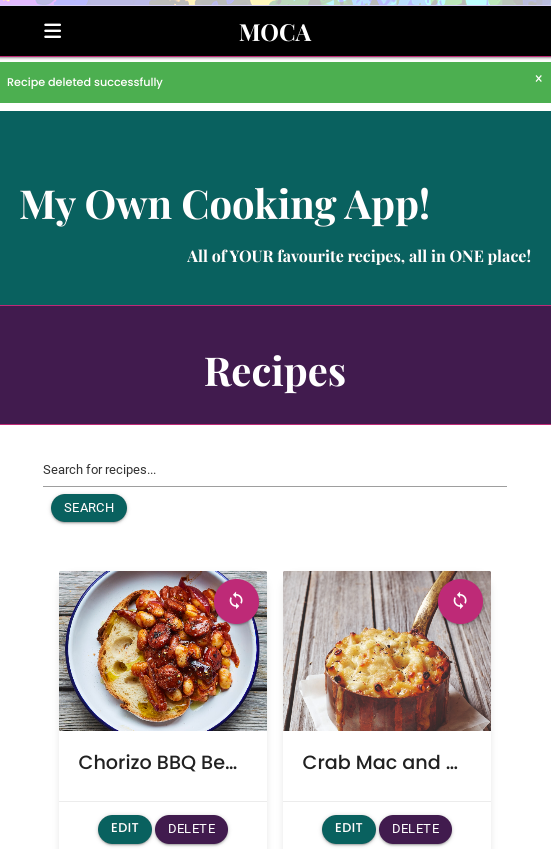 MOCA
Recipe deleted successfully
x
My Own Cooking App!
All of YOUR favourite recipes, all in ONE place!
Recipes
Search for recipes...
SEARCH
Chorizo BBQ Be...
Crab Mac and ...
EDIT DELETE
EDIT DELETE